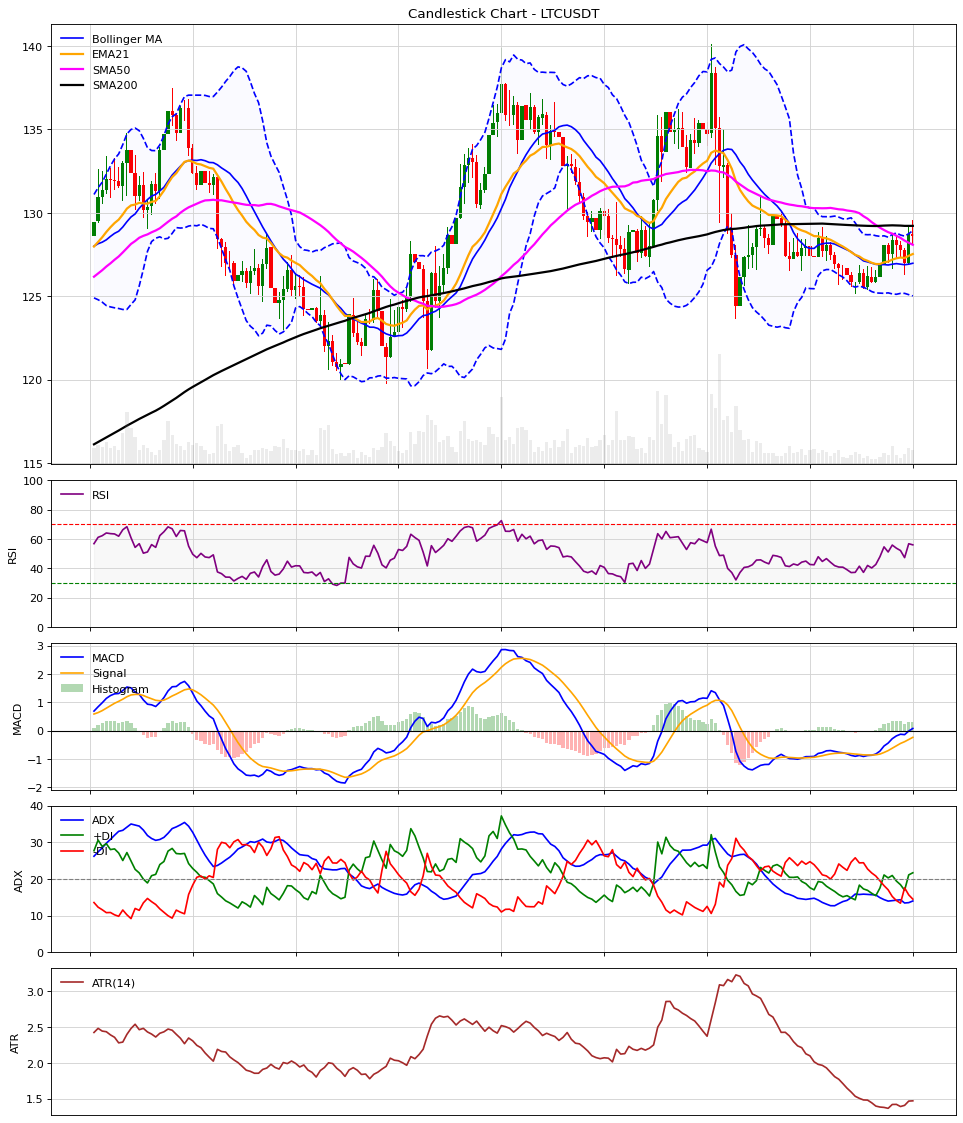 Candlestick Chart - LTCUSDT
Bollinger MA
EMA21
SMA50
SMA200
140
135
130
125
120
115
RSI
RSI
100
80
60
40
20
0
MACD
Signal
Histogram
MACD
3
2
1
0
−1
−2
ADX
+DI
-DI
ADX
40
30
20
10
0
ATR(14)
ATR
3.0
2.5
2.0
1.5